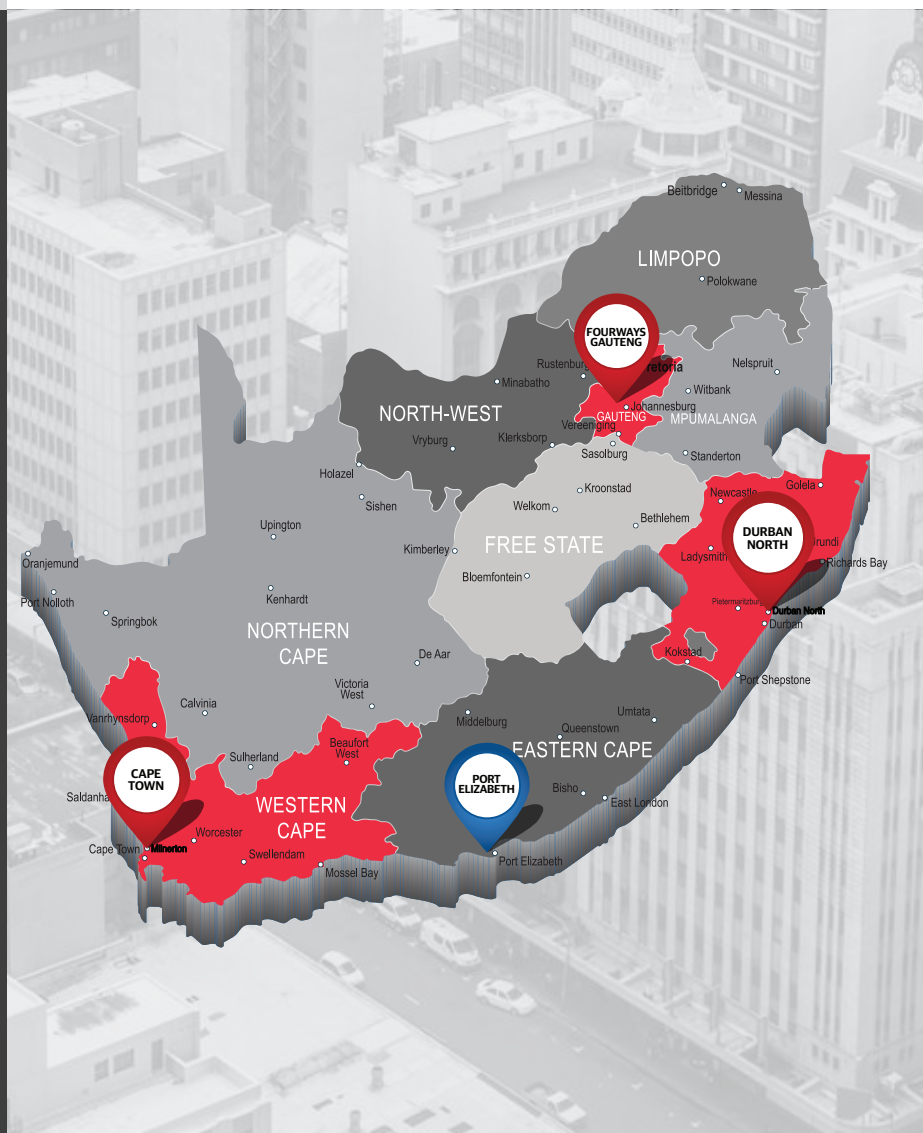 Beitbridge
Messina
LIMPOPO
Polokwane
FOURWAYS
GAUTENG
Rustenburg
retoria
Nelspruit
Minabatho
Witbank
NORTH-WEST
Johannesburg
GAUTENG
MPUMALANGA
Vereeniging
Vryburg
Klerksborp
Sasolburg
Standerton
Holazel
Sishen
Kroonstad
Newcastle
Golela
Welkom
Upington
Bethlehem
DURBAN
NORTH
Kimberley
FREE STATE
Ladysmith
urundi
Oranjemund
Richards Bay
Bloemfontein
Port Nolloth
Kenhardt
Pietermaritzburg
Durban North
Springbok
Durban
NORTHERN
CAPE
De Aar
Kokstad
Port Shepstone
Victoria
West
Calvinia
Vanrhynsdorp
Middelburg
Umtata
Queenstown
Beaufort
West
EASTERN CAPE
Sulherland
CAPE
TOWN
PORT
ELIZABETH
Bisho
Saldanha
East London
WESTERN
CAPE
Worcester
Cape Town
Milnerton
Swellendam
Port Elizabeth
Mossel Bay